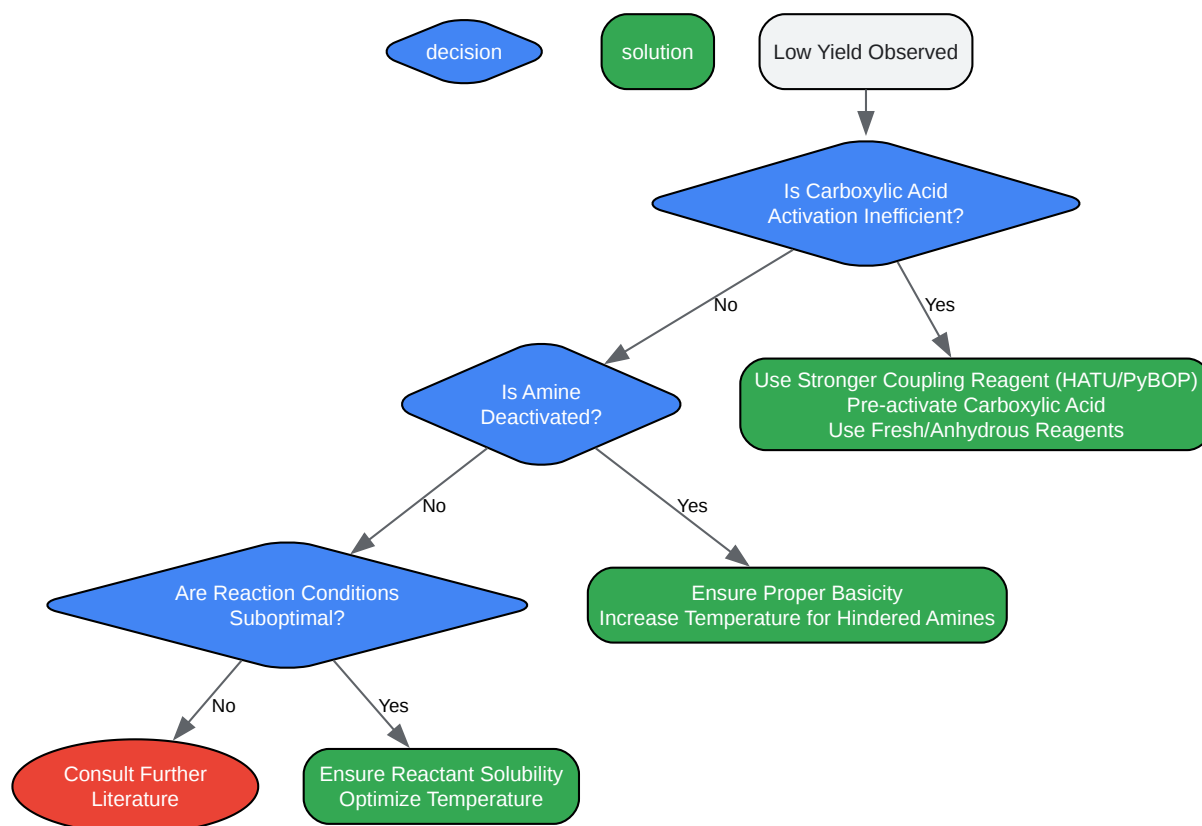 decision
solution
Low Yield Observed
Is Carboxylic Acid
Activation Inefficient?
No
Yes
Is Amine
Deactivated?
Use Stronger Coupling Reagent (HATU/PyBOP)
Pre-activate Carboxylic Acid
Use Fresh/Anhydrous Reagents
No
Yes
Are Reaction Conditions
Suboptimal?
Ensure Proper Basicity
Increase Temperature for Hindered Amines
No
Yes
Consult Further
Literature
Ensure Reactant Solubility
Optimize Temperature